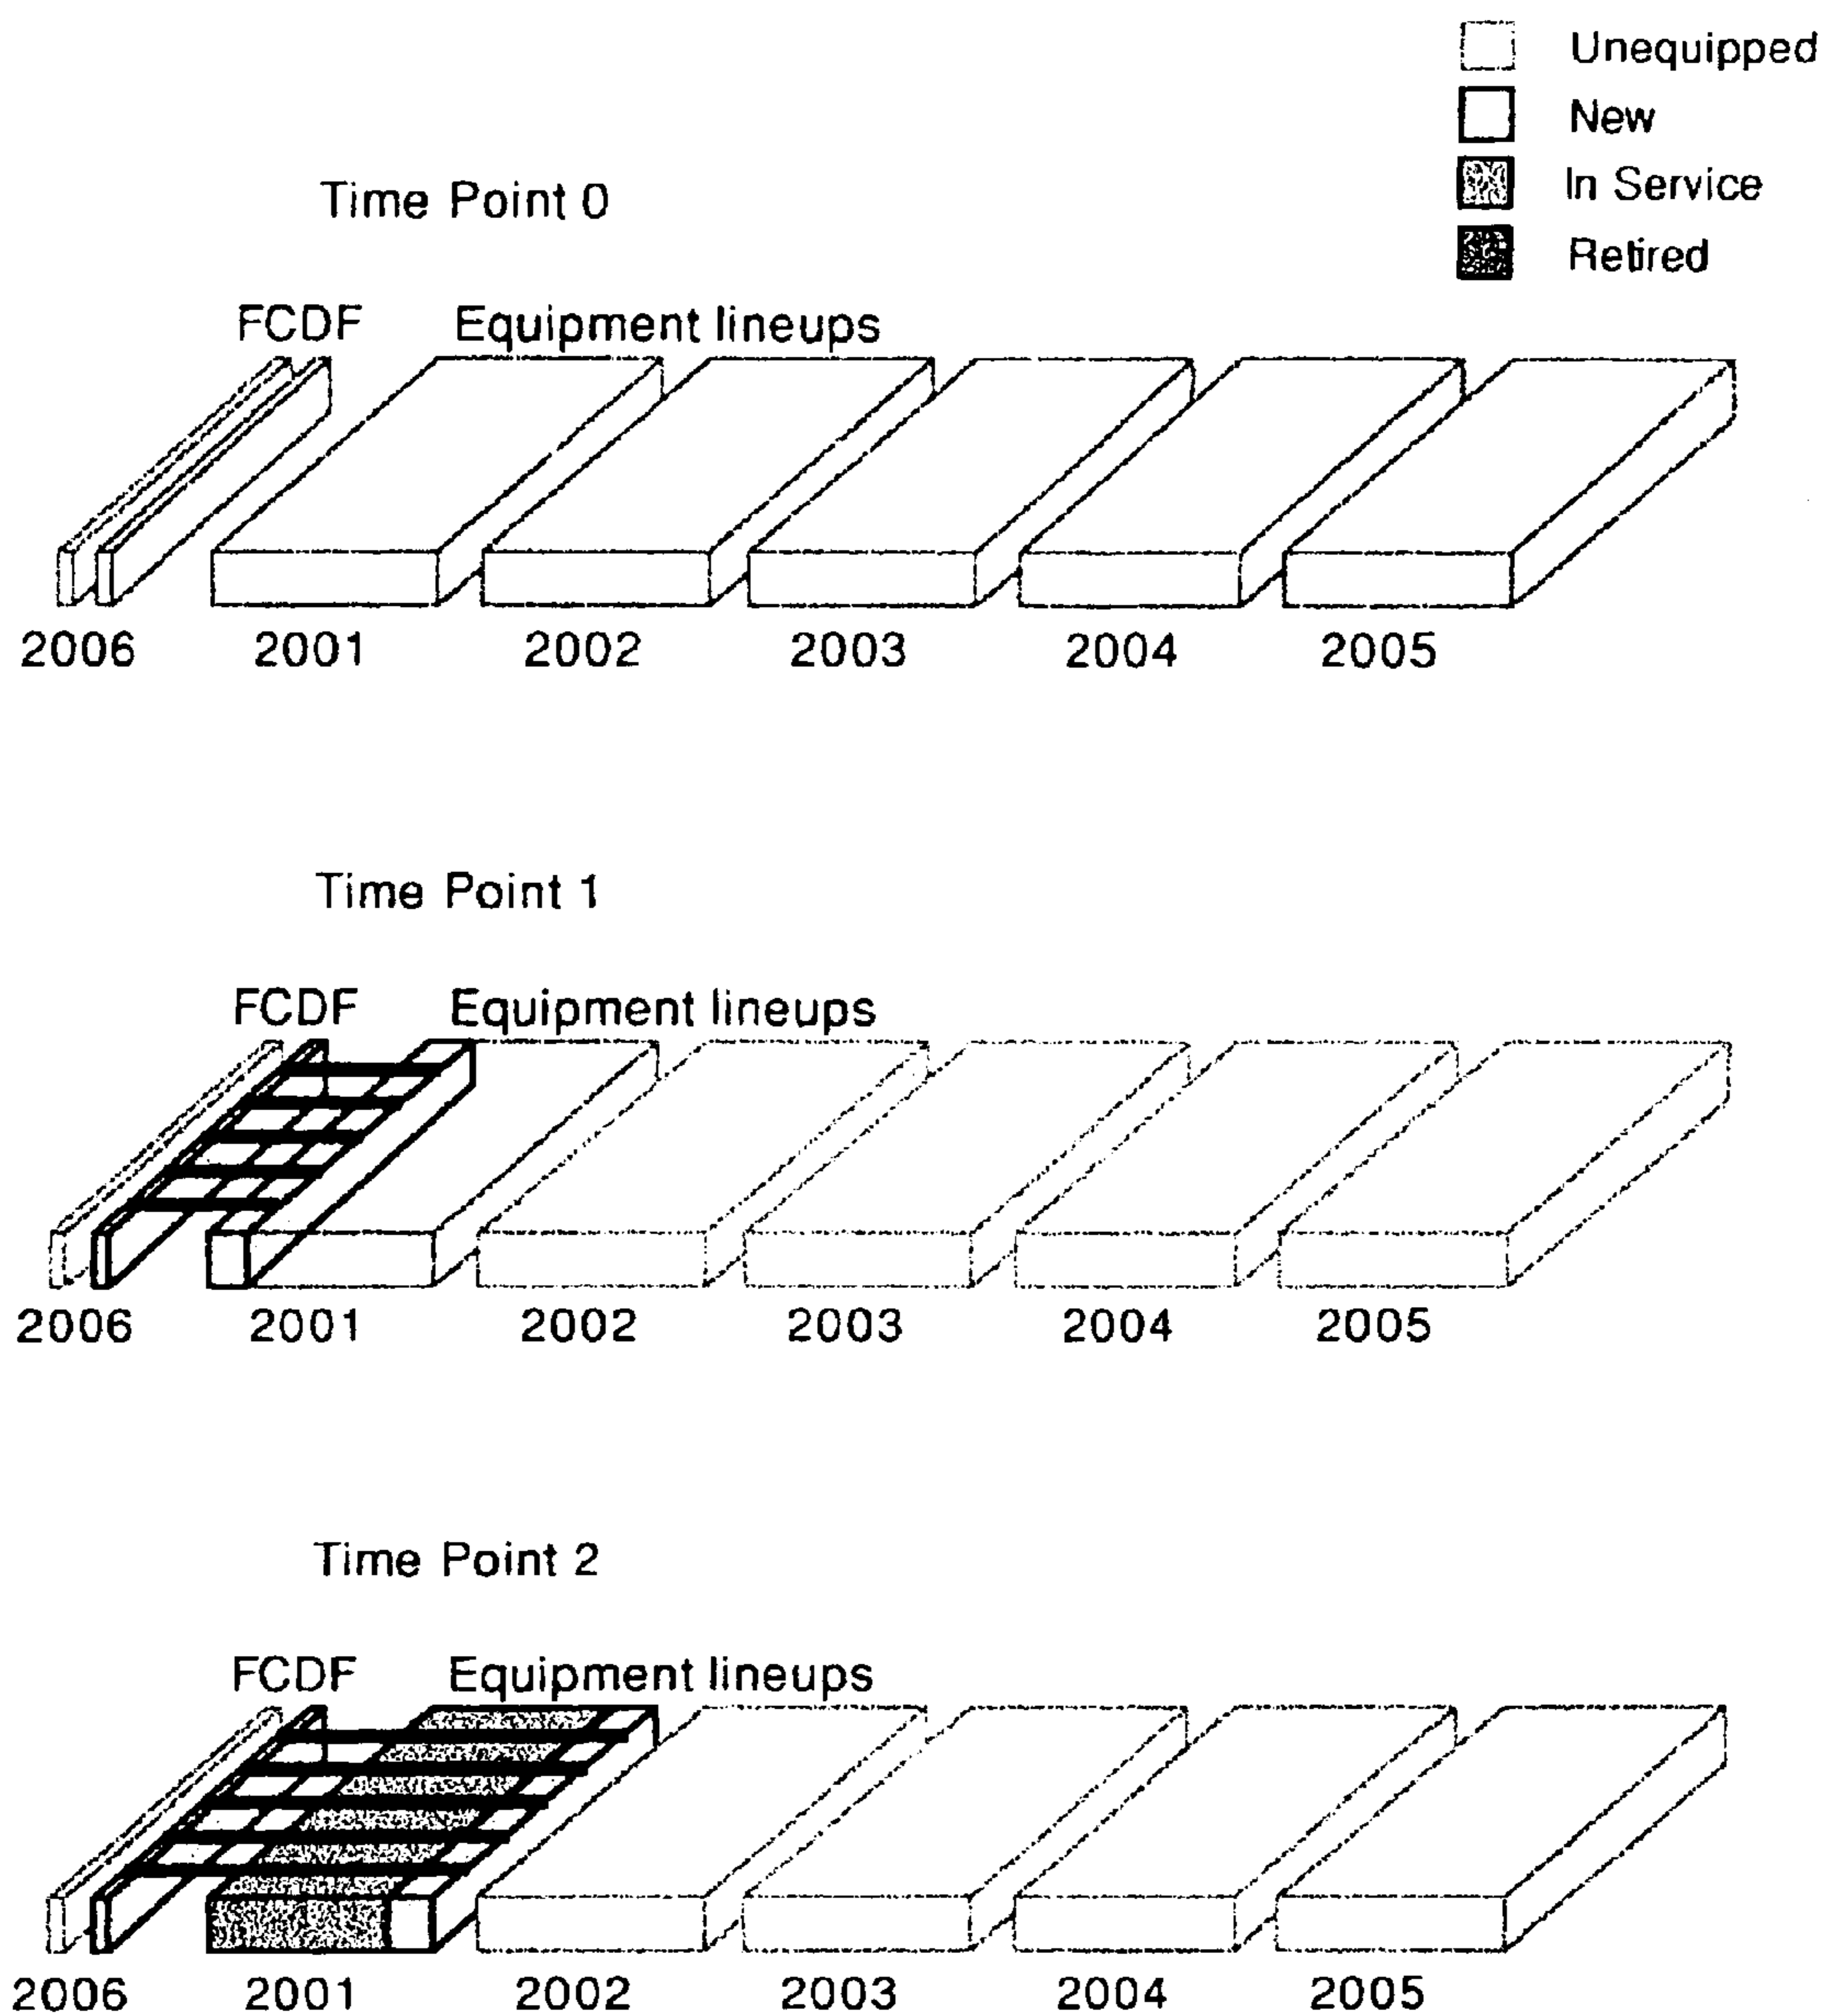 Unequipped
New
In Service
Retired
Time Point 0
FCDF Equipment lineups
2006 2001 2002 2003 2004 2005
Time Point 1
FCDF Equipment lineups
2006 2001 2002 2003 2004 2005
Time Point 2
FCDF Equipment lineups
2006 2001 2002 2003 2004 2005